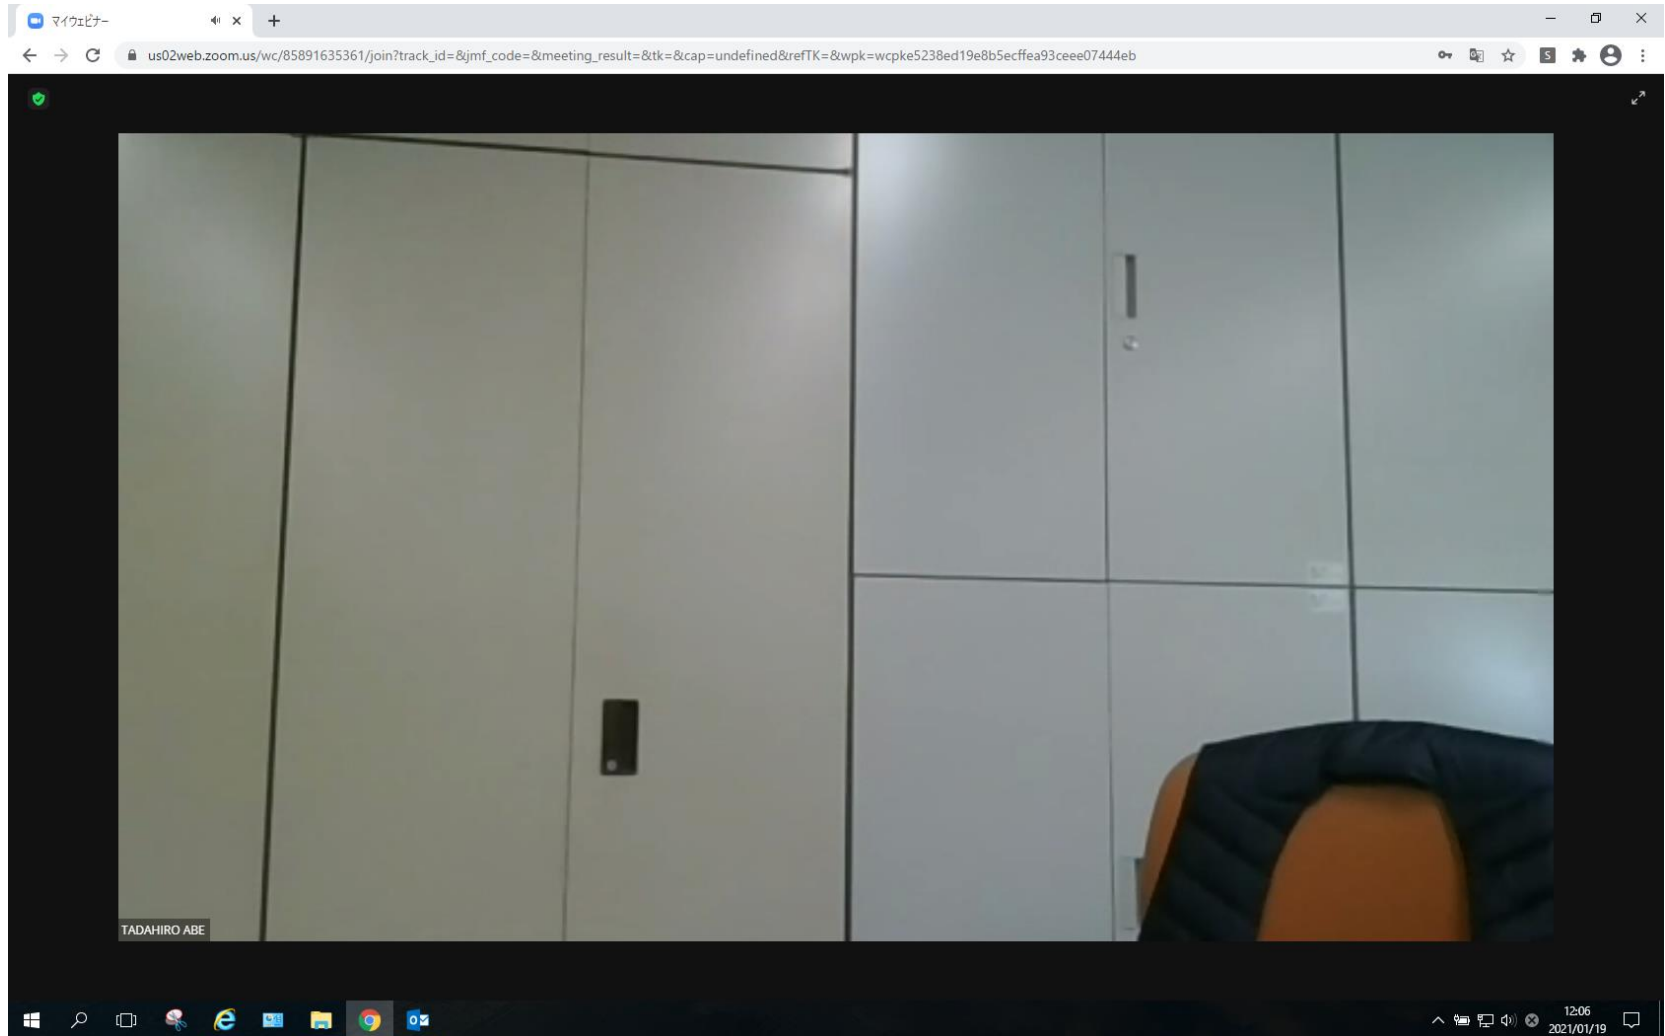 マイウェビナー
us02web.zoom.us/wc/85891635361/join?track_id=&jmf_code=&meeting_result=&tk=&cap=undefined&refTK=&wpk=wcpke5238ed19e8b5ecffea93ceee07444eb
TADAHIRO ABE
12:06
2021/01/19